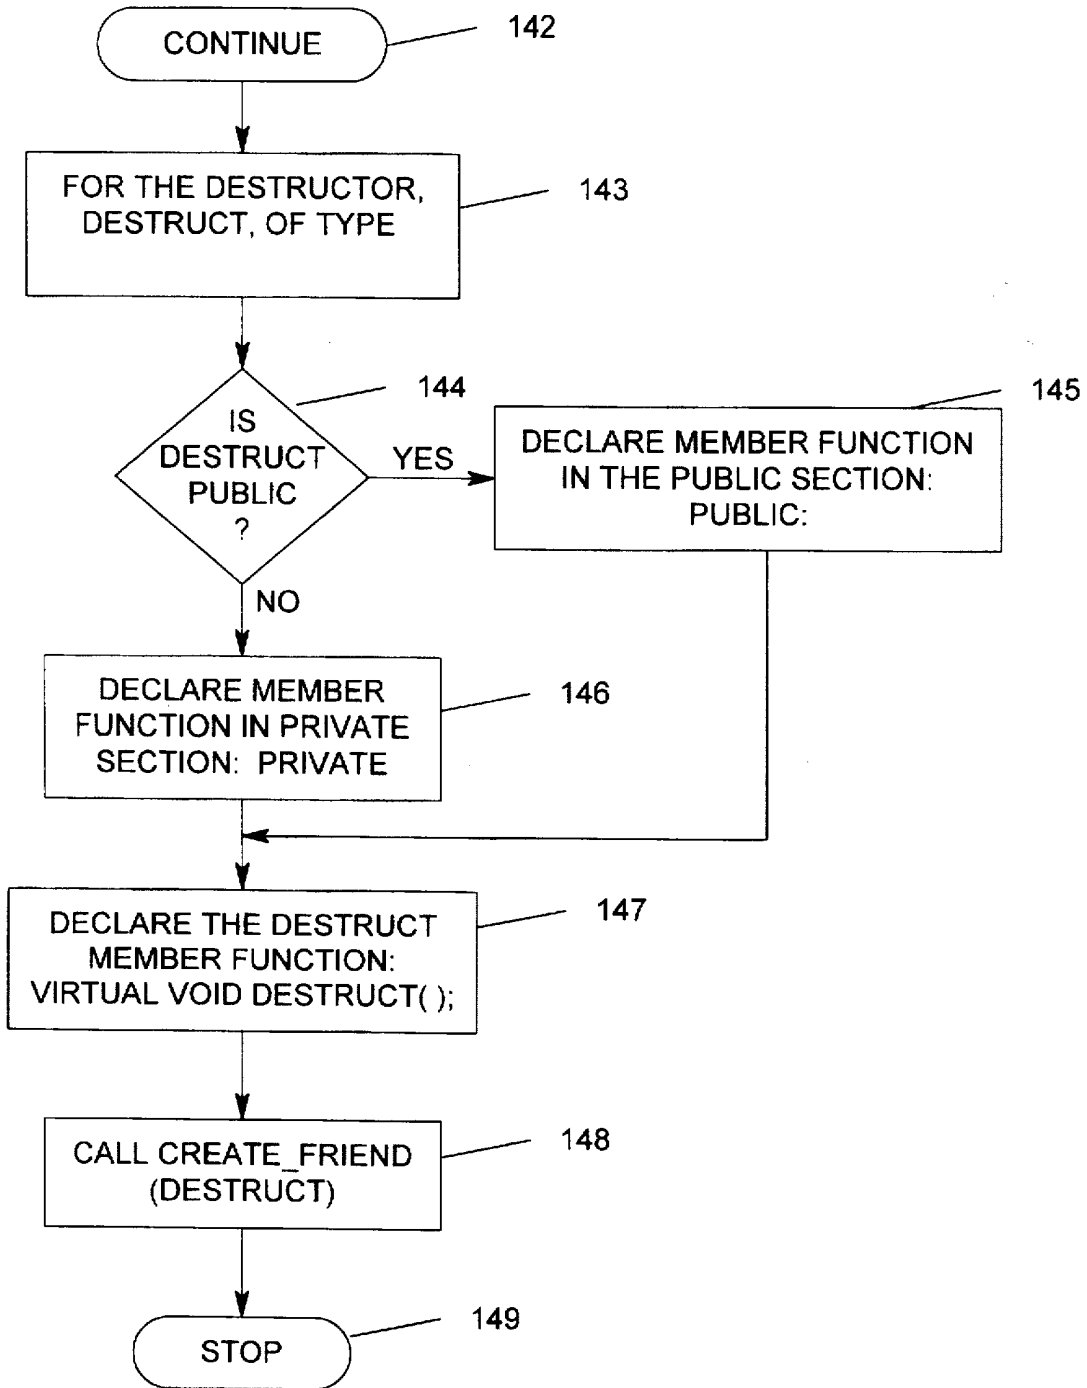 CONTINUE
142
FOR THE DESTRUCTOR,
DESTRUCT, OF TYPE
143
IS
DESTRUCT
PUBLIC
?
144
YES
DECLARE MEMBER FUNCTION
IN THE PUBLIC SECTION:
PUBLIC:
145
NO
DECLARE MEMBER
FUNCTION IN PRIVATE
SECTION: PRIVATE
146
DECLARE THE DESTRUCT
MEMBER FUNCTION:
VIRTUAL VOID DESTRUCT( );
147
CALL CREATE_FRIEND
(DESTRUCT)
148
STOP
149